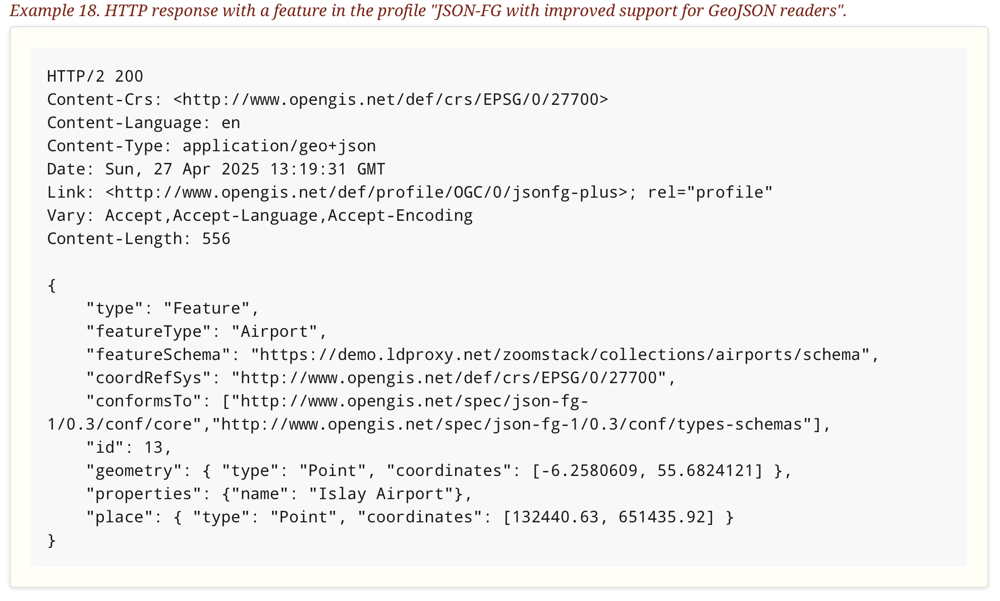 Example 18. HTTP response with a feature in the profile "JSON-FG with improved support for GeoJSON readers".
HTTP/2 200
Content-Crs: <http://www.opengis.net/def/crs/EPSG/0/27700>
Content-Language: en
Content-Type: application/geo+json
Date: Sun, 27 Apr 2025 13:19:31 GMT
Link: <http://www.opengis.net/def/profile/OGC/0/jsonfg-plus>; rel="profile"
Vary: Accept,Accept-Language,Accept-Encoding
Content-Length: 556

{
    "type": "Feature",
    "featureType": "Airport",
    "featureSchema": "https://demo.ldproxy.net/zoomstack/collections/airports/schema",
    "coordRefSys": "http://www.opengis.net/def/crs/EPSG/0/27700",
    "conformsTo": ["http://www.opengis.net/spec/json-fg-
1/0.3/conf/core","http://www.opengis.net/spec/json-fg-1/0.3/conf/types-schemas"],
    "id": 13,
    "geometry": { "type": "Point", "coordinates": [-6.2580609, 55.6824121] },
    "properties": {"name": "Islay Airport"},
    "place": { "type": "Point", "coordinates": [132440.63, 651435.92] }
}